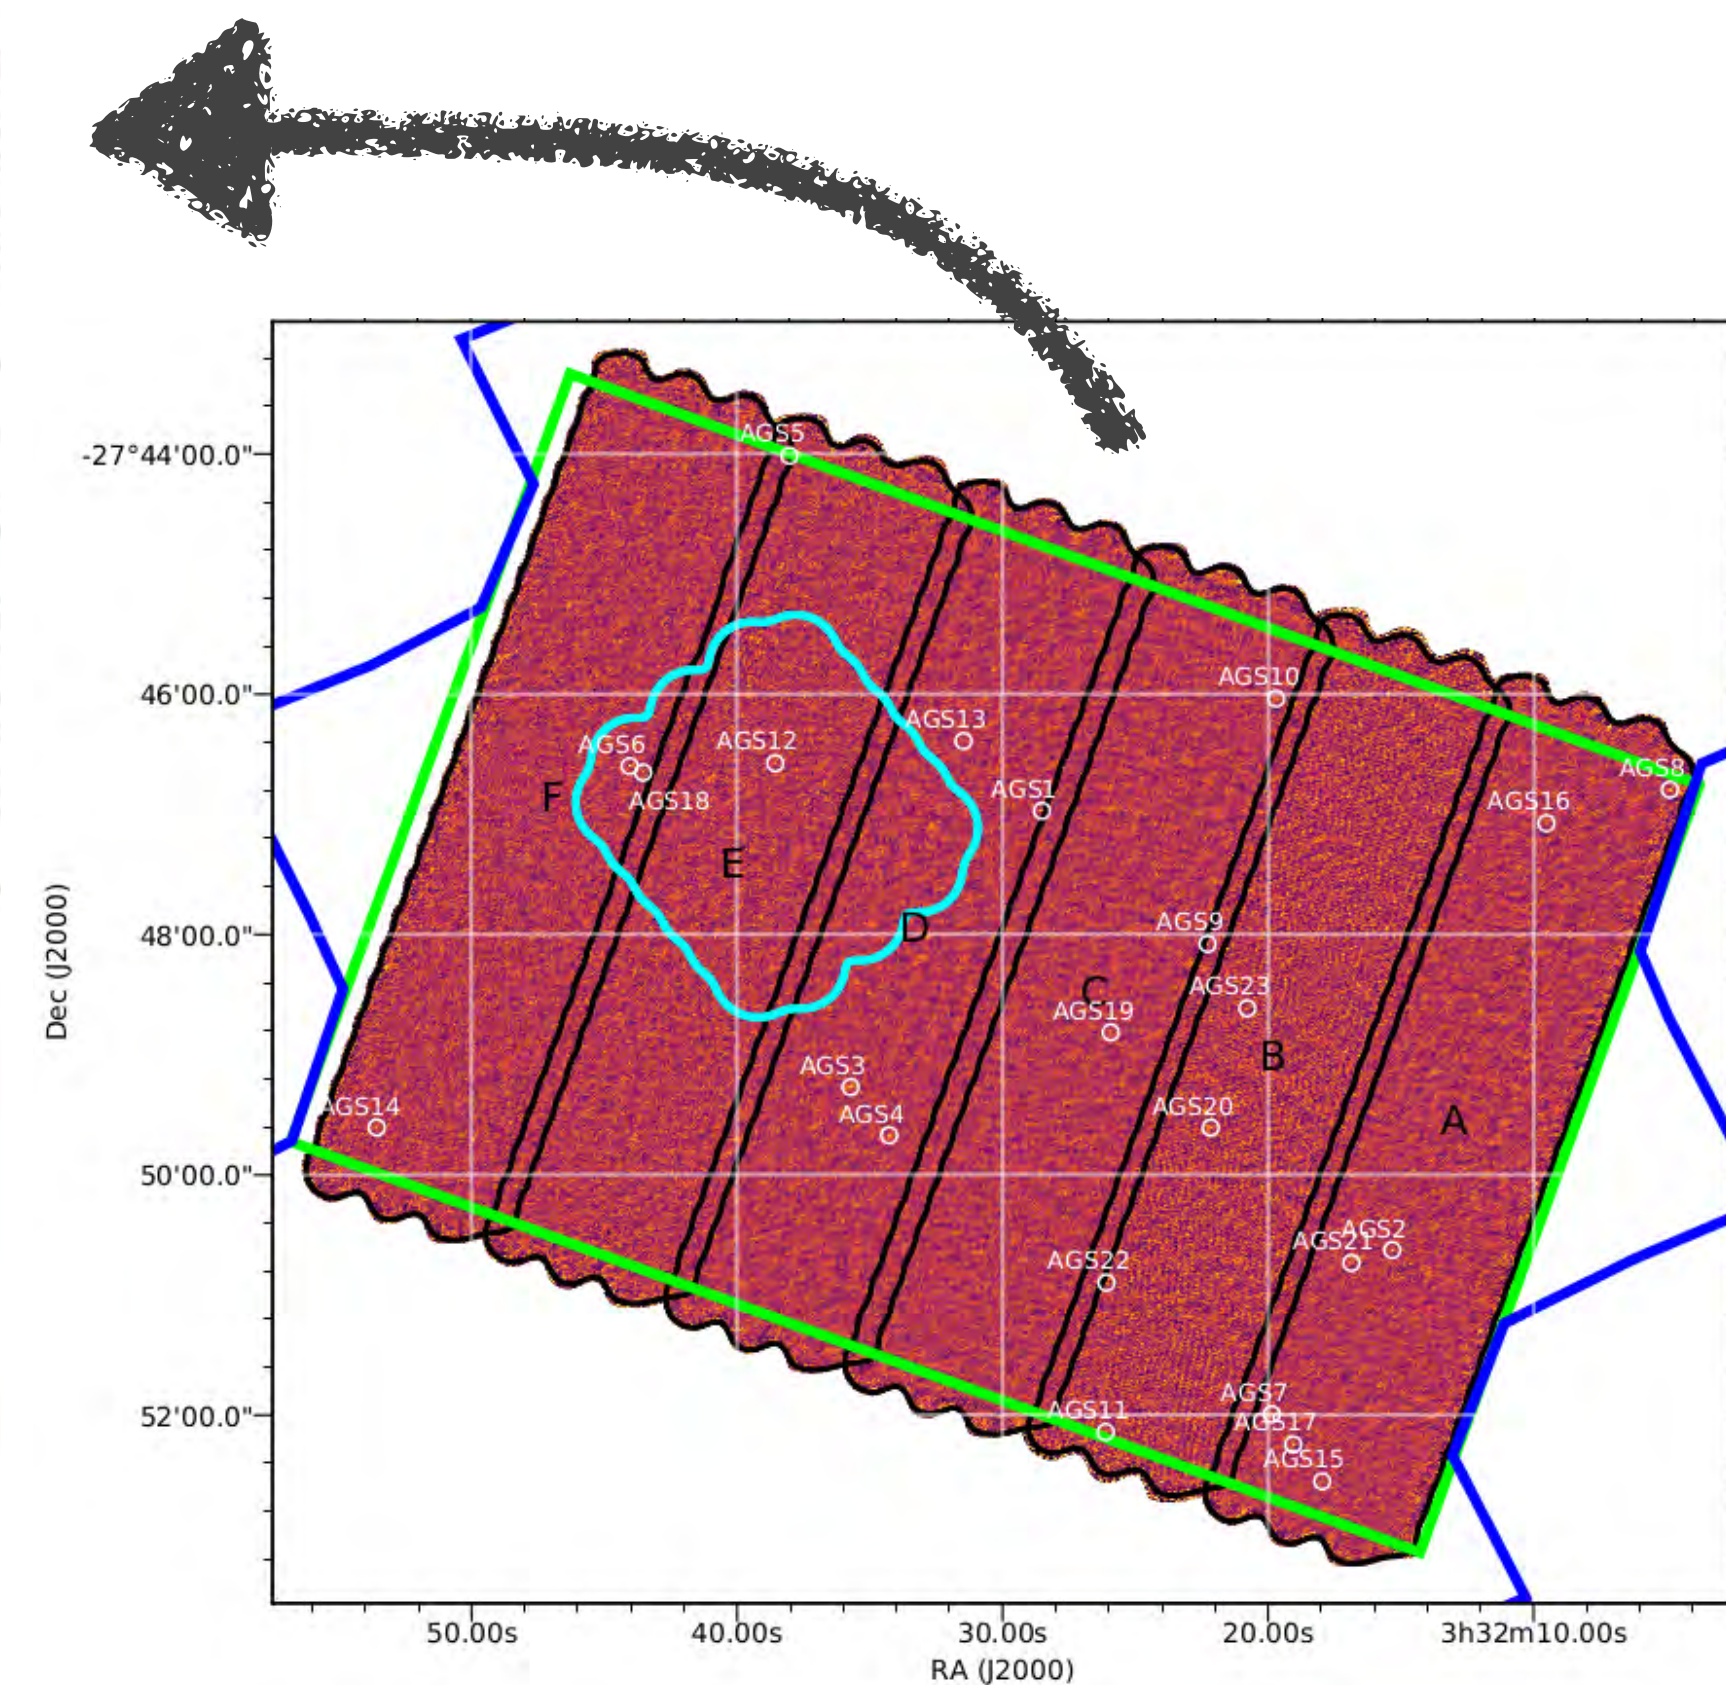 AGS5
-27°44'00.0"
AGS10
46'00.0"
AGS13
AGS6
AGS12
AGS8
AGS1
AGS16
F
AGS18
E
AGS9
D
48'00.0"
Dec (J2000)
C
AGS23
AGS19
B
AGS3
AGS14
AGS4
AGS20
A
50'00.0"
AGS2
AGS21
AGS22
AGS7
AGS11
52'00.0"
AGS17
AGS15
50.00s 40.00s 30.00s 20.00s 3h32m10.00s
RA (J2000)